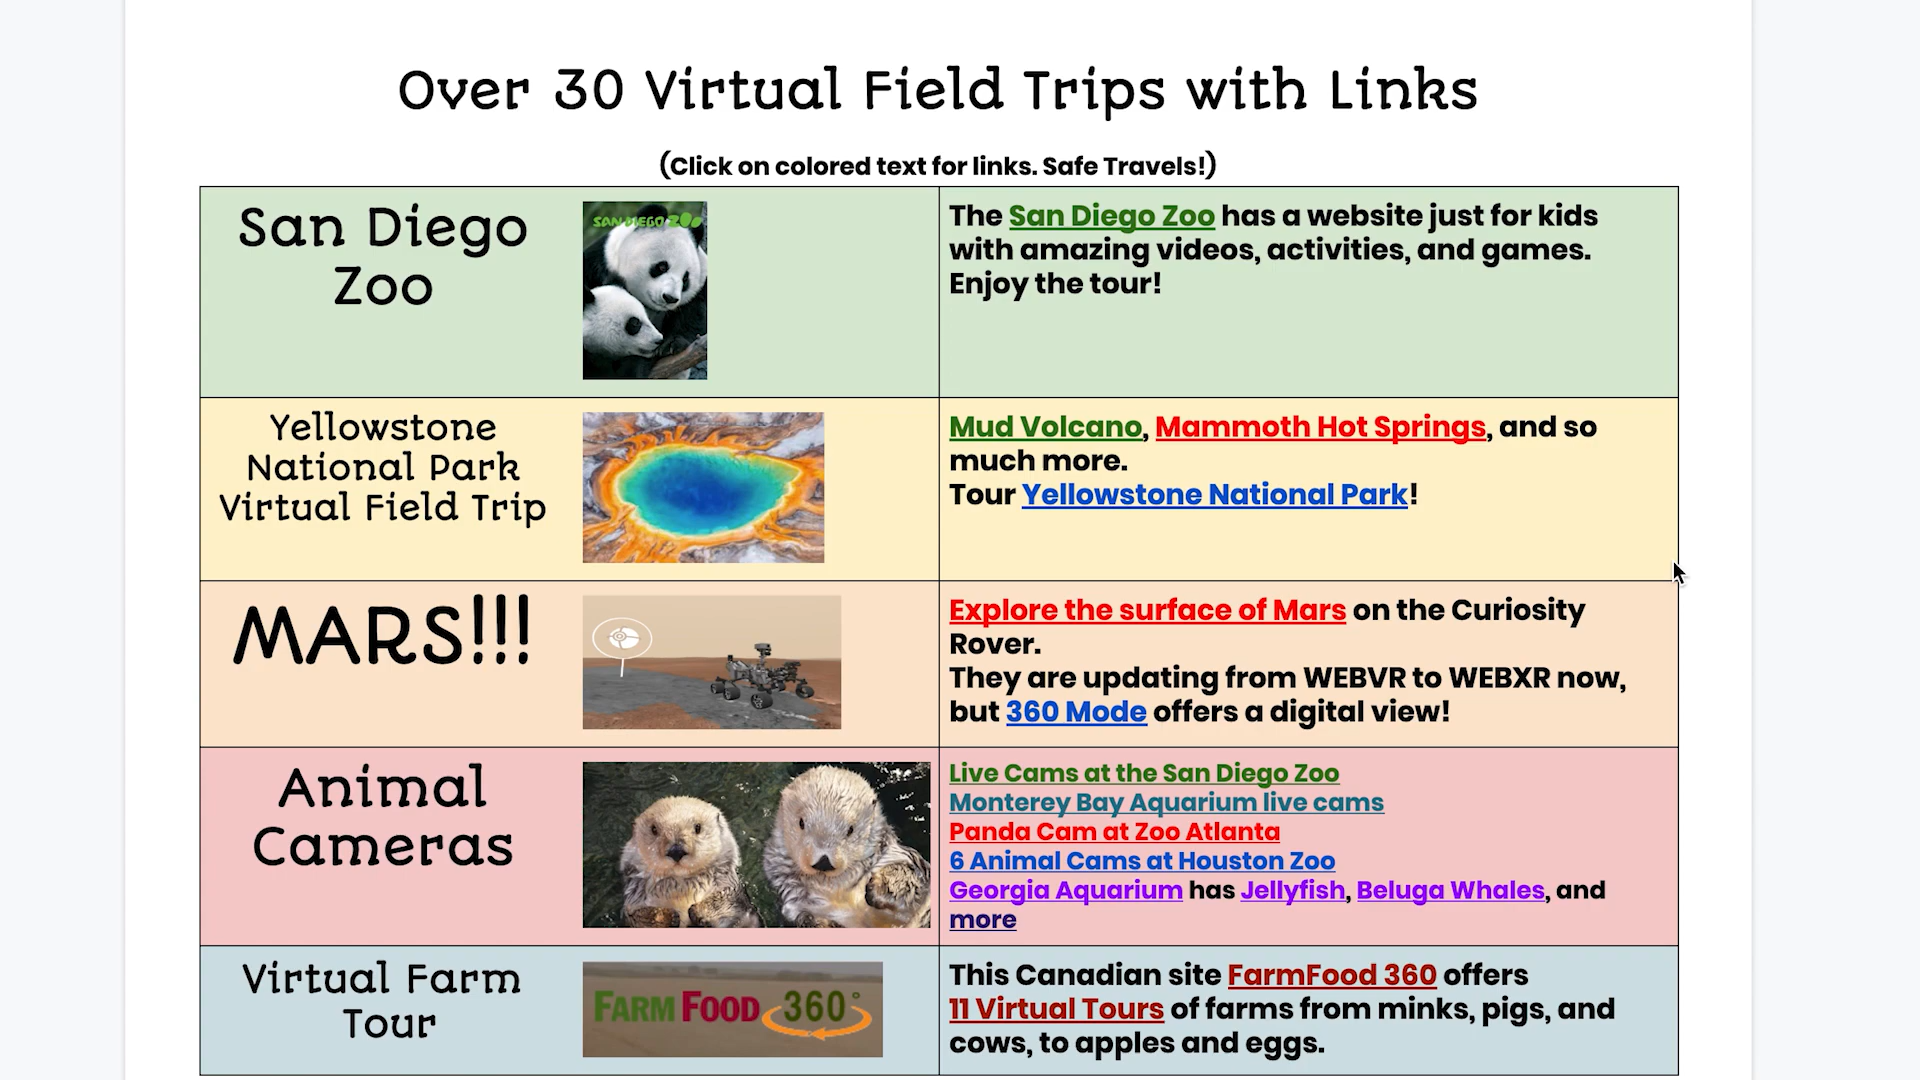 Over 30 Virtual Field Trips with Links
(Click on colored text for links. Safe Travels!)
San Diego
Zoo
SAN DIEGO ZOO
The San Diego Zoo has a website just for kids
with amazing videos, activities, and games.
Enjoy the tour!
Yellowstone
National Park
Virtual Field Trip
Mud Volcano, Mammoth Hot Springs, and so
much more.
Tour Yellowstone National Park!
MARS!!!
Explore the surface of Mars on the Curiosity
Rover.
They are updating from WEBVR to WEBXR now,
but 360 Mode offers a digital view!
Animal
Cameras
Live Cams at the San Diego Zoo
Monterey Bay Aquarium live cams
Panda Cam at Zoo Atlanta
6 Animal Cams at Houston Zoo
Georgia Aquarium has Jellyfish, Beluga Whales, and
more
Virtual Farm
Tour
FARM FOOD 360°
This Canadian site FarmFood 360 offers
11 Virtual Tours of farms from minks, pigs, and
cows, to apples and eggs.